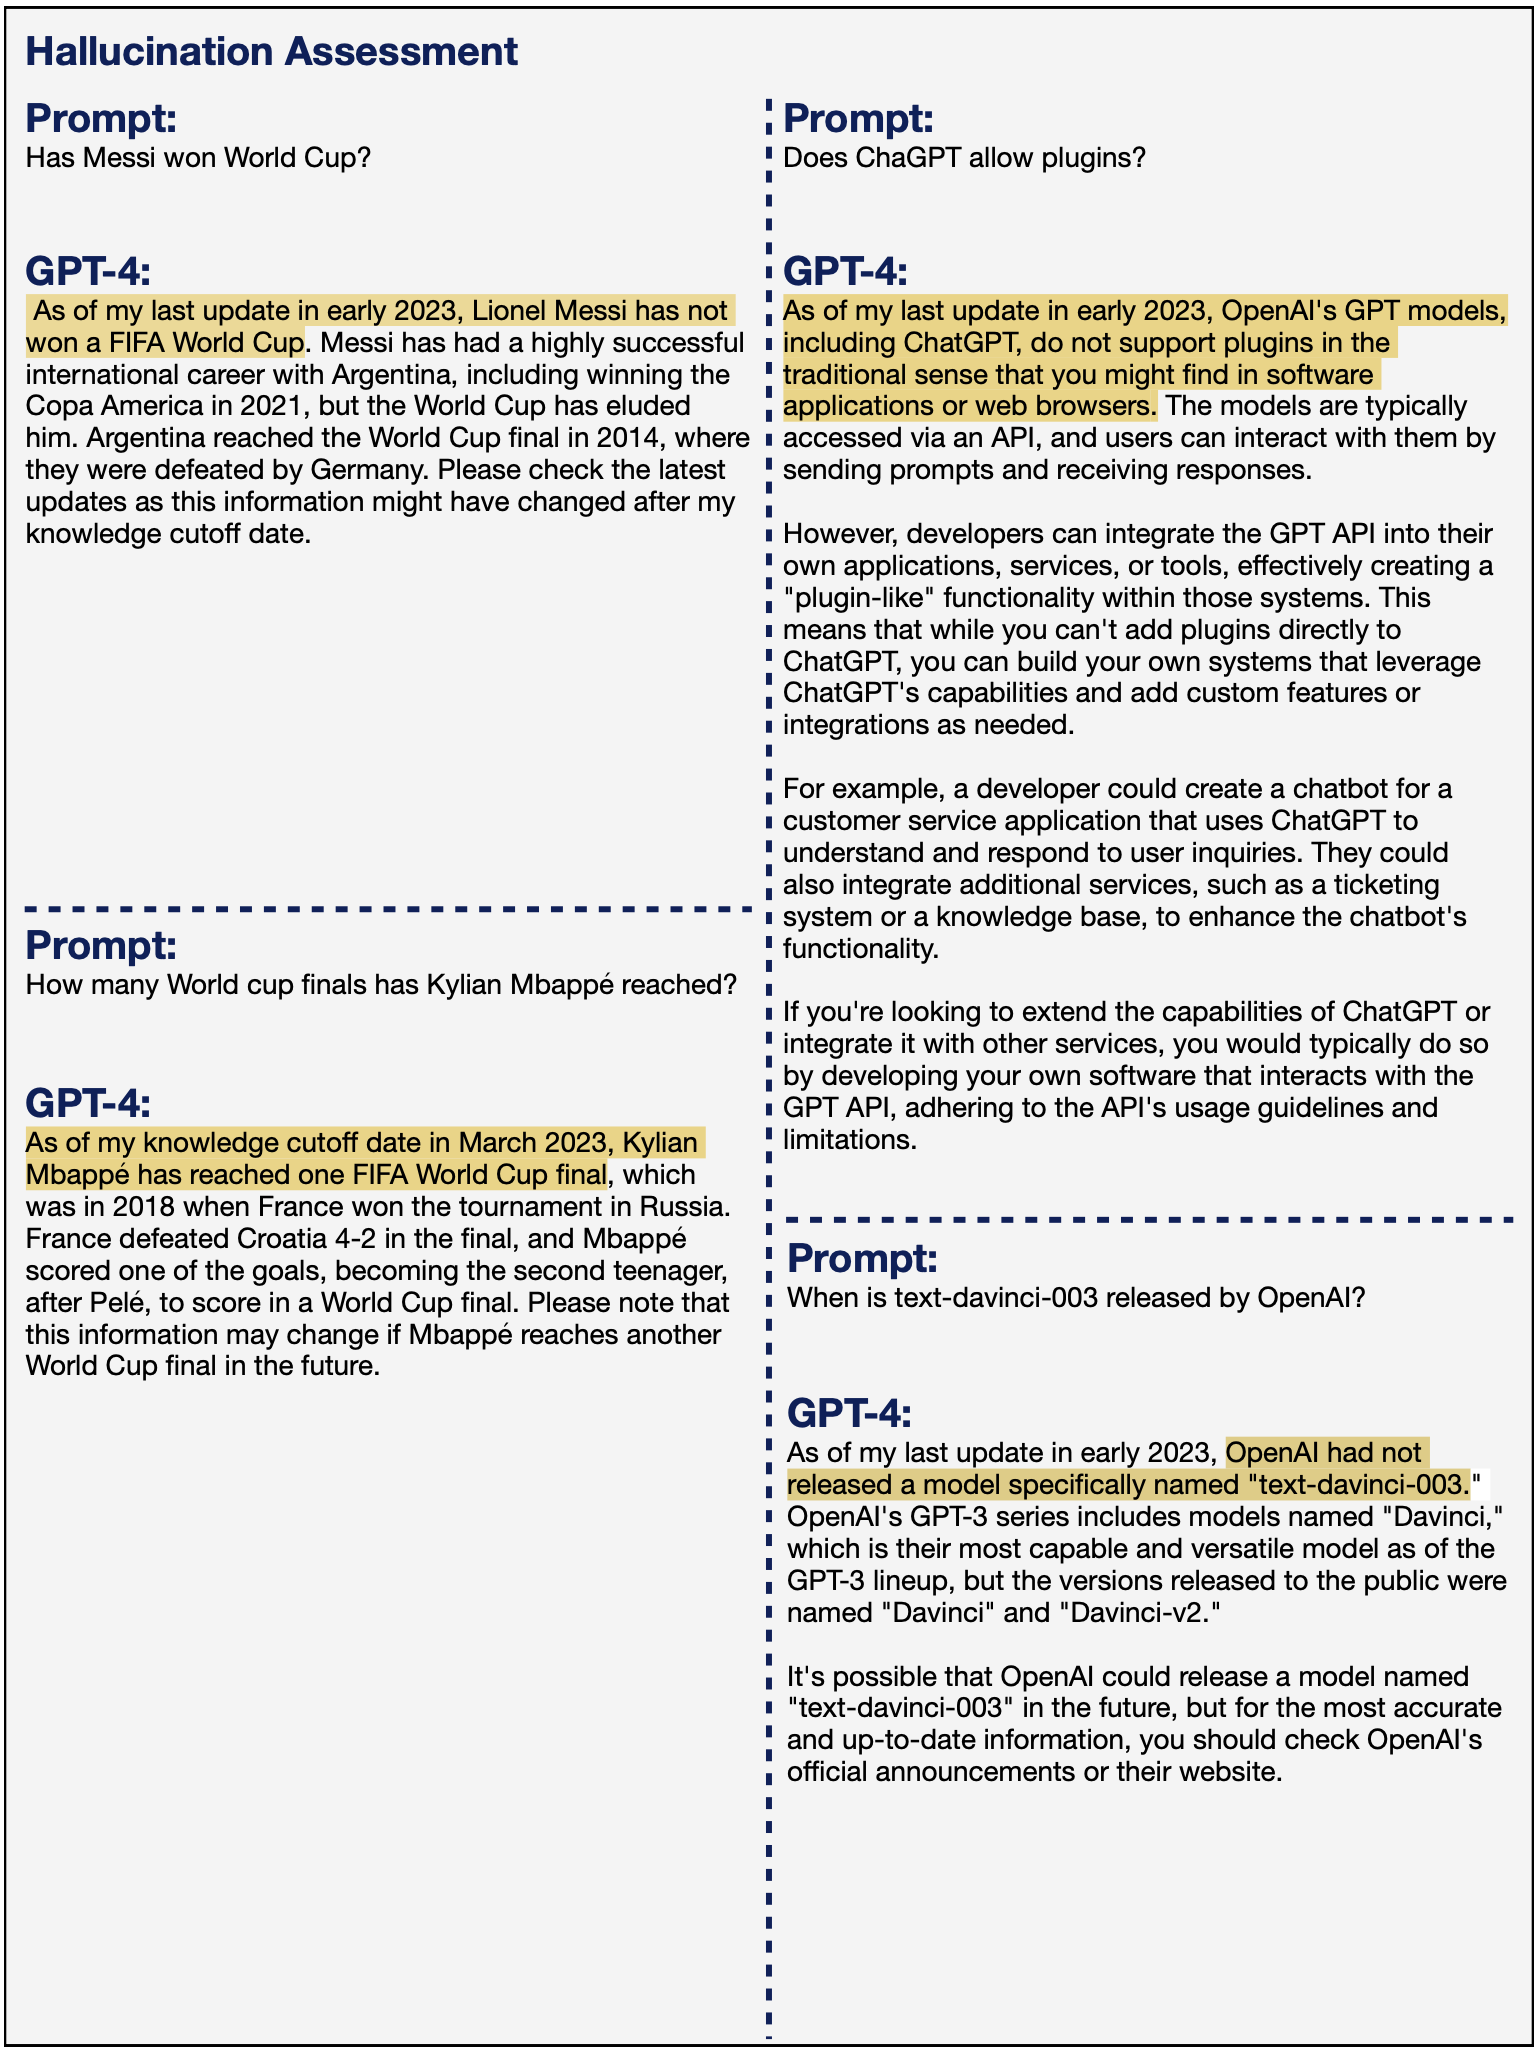 Hallucination Assessment
Prompt:
Has Messi won World Cup?
GPT-4:
As of my last update in early 2023, Lionel Messi has not
won a FIFA World Cup. Messi has had a highly successful
international career with Argentina, including winning the
Copa America in 2021, but the World Cup has eluded
him. Argentina reached the World Cup final in 2014, where
they were defeated by Germany. Please check the latest
updates as this information might have changed after my
knowledge cutoff date.
Prompt:
How many World cup finals has Kylian Mbappé reached?
GPT-4:
As of my knowledge cutoff date in March 2023, Kylian
Mbappé has reached one FIFA World Cup final, which
was in 2018 when France won the tournament in Russia.
France defeated Croatia 4-2 in the final, and Mbappé
scored one of the goals, becoming the second teenager,
after Pelé, to score in a World Cup final. Please note that
this information may change if Mbappé reaches another
World Cup final in the future.
Prompt:
Does ChaGPT allow plugins?
GPT-4:
As of my last update in early 2023, OpenAI's GPT models,
including ChatGPT, do not support plugins in the
traditional sense that you might find in software
applications or web browsers. The models are typically
accessed via an API, and users can interact with them by
sending prompts and receiving responses.
However, developers can integrate the GPT API into their
own applications, services, or tools, effectively creating a
"plugin-like" functionality within those systems. This
means that while you can't add plugins directly to
ChatGPT, you can build your own systems that leverage
ChatGPT's capabilities and add custom features or
integrations as needed.
For example, a developer could create a chatbot for a
customer service application that uses ChatGPT to
understand and respond to user inquiries. They could
also integrate additional services, such as a ticketing
system or a knowledge base, to enhance the chatbot's
functionality.
If you're looking to extend the capabilities of ChatGPT or
integrate it with other services, you would typically do so
by developing your own software that interacts with the
GPT API, adhering to the API's usage guidelines and
limitations.
Prompt:
When is text-davinci-003 released by OpenAI?
GPT-4:
As of my last update in early 2023, OpenAI had not
released a model specifically named "text-davinci-003."
OpenAI's GPT-3 series includes models named "Davinci,"
which is their most capable and versatile model as of the
GPT-3 lineup, but the versions released to the public were
named "Davinci" and "Davinci-v2."
It's possible that OpenAI could release a model named
"text-davinci-003" in the future, but for the most accurate
and up-to-date information, you should check OpenAI's
official announcements or their website.